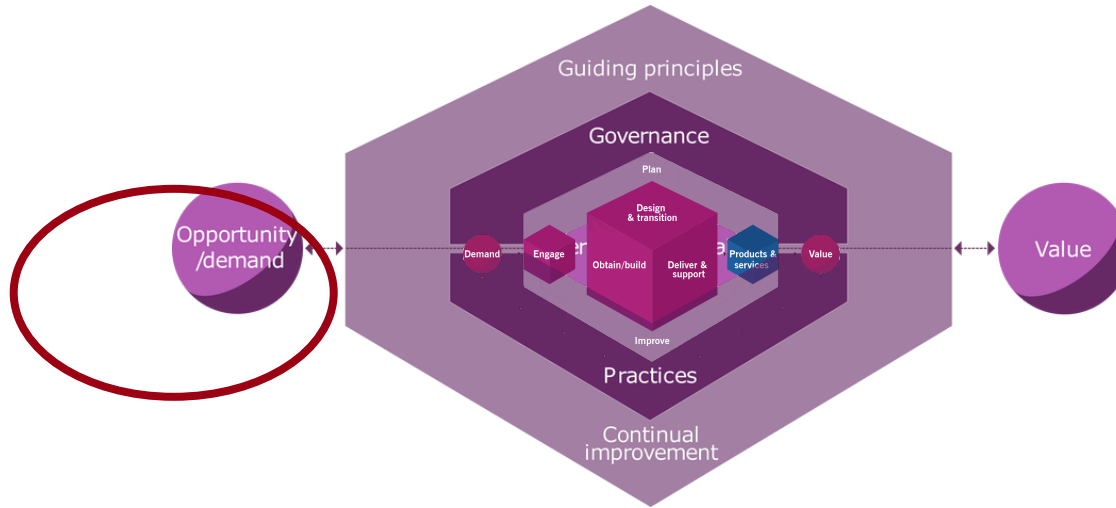 Guiding principles
Governance
Plan
Design
& transition
Opportunity
/demand
Demand
Engage
Obtain/build
Deliver &
support
Products &
services
Value
Value
Improve
Practices
Continual
improvement